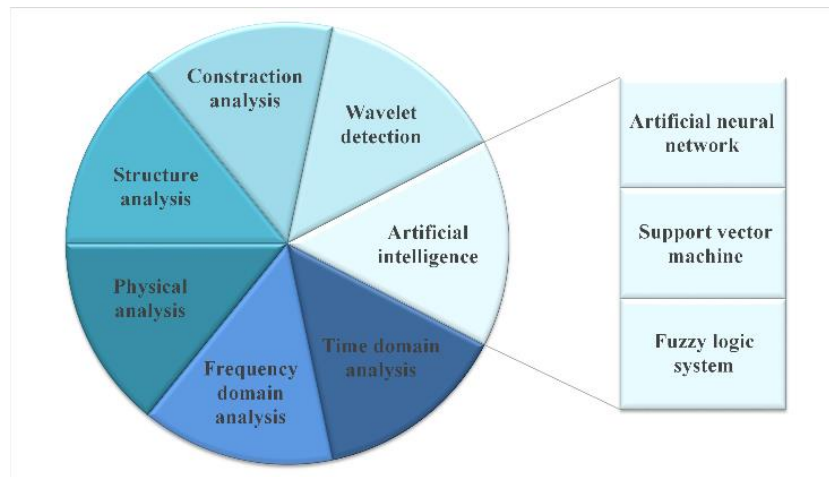 Constraction
analysis
Wavelet
detection
Structure
analysis
Artificial
intelligence
Physical
analysis
Frequency
domain
analysis
Time domain
analysis
Artificial neural
network
Support vector
machine
Fuzzy logic
system